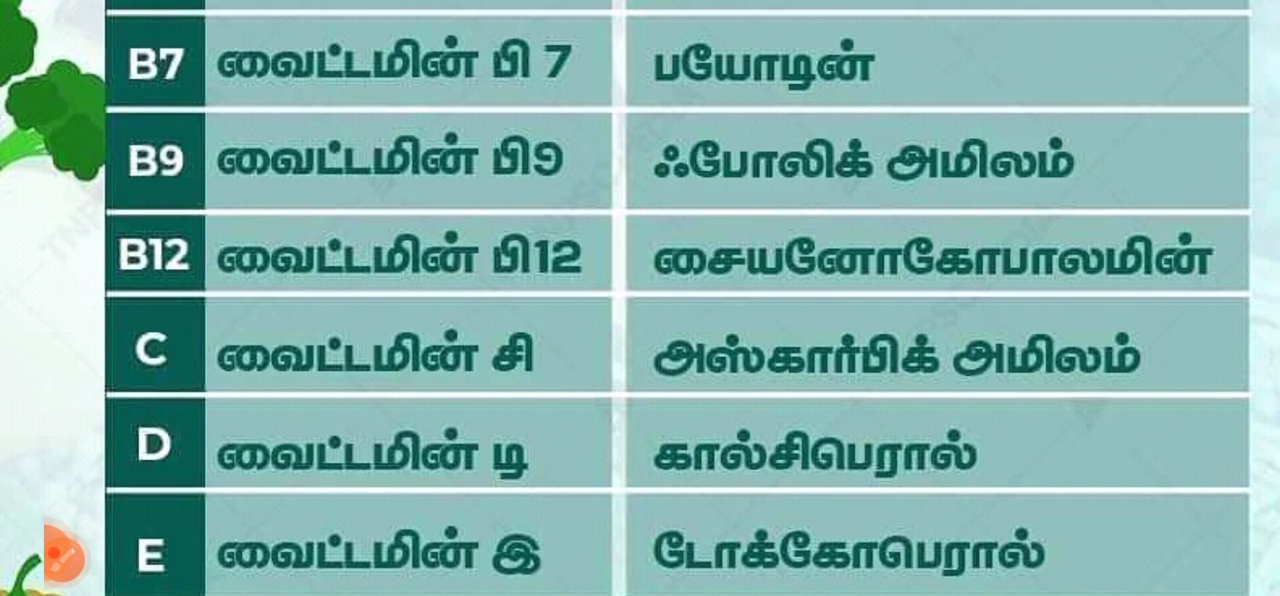 B7 வைட்டமின் பி 7 பயோடின்
B9 வைட்டமின் பி9 ஃபோலிக் அமிலம்
B12 வைட்டமின் பி12 சையனோகோபாலமின்
C வைட்டமின் சி அஸ்கார்பிக் அமிலம்
D வைட்டமின் டி கால்சிபெரால்
E வைட்டமின் இ டோக்கோபெரால்